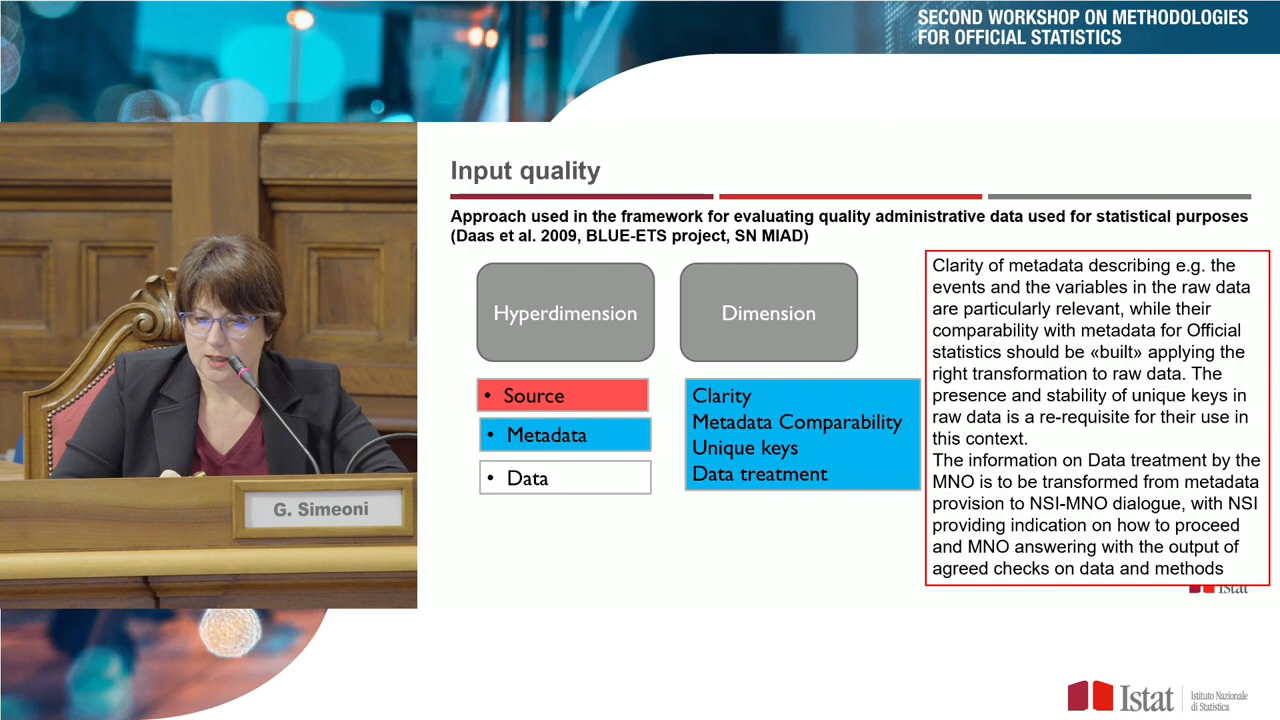 SECOND WORKSHOP ON METHODOLOGIES
FOR OFFICIAL STATISTICS
Input quality
Approach used in the framework for evaluating quality administrative data used for statistical purposes
(Daas et al. 2009, BLUE-ETS project, SN MIAD)
Hyperdimension
Dimension
• Source
• Metadata
• Data
Clarity
Metadata Comparability
Unique keys
Data treatment
Clarity of metadata describing e.g. the
events and the variables in the raw data
are particularly relevant, while their
comparability with metadata for Official
statistics should be «built» applying the
right transformation to raw data. The
presence and stability of unique keys in
raw data is a re-requisite for their use in
this context.
The information on Data treatment by the
MNO is to be transformed from metadata
provision to NSI-MNO dialogue, with NSI
providing indication on how to proceed
and MNO answering with the output of
agreed checks on data and methods
Istat
G. Simeoni
Istat
Istituto Nazionale
di Statistica